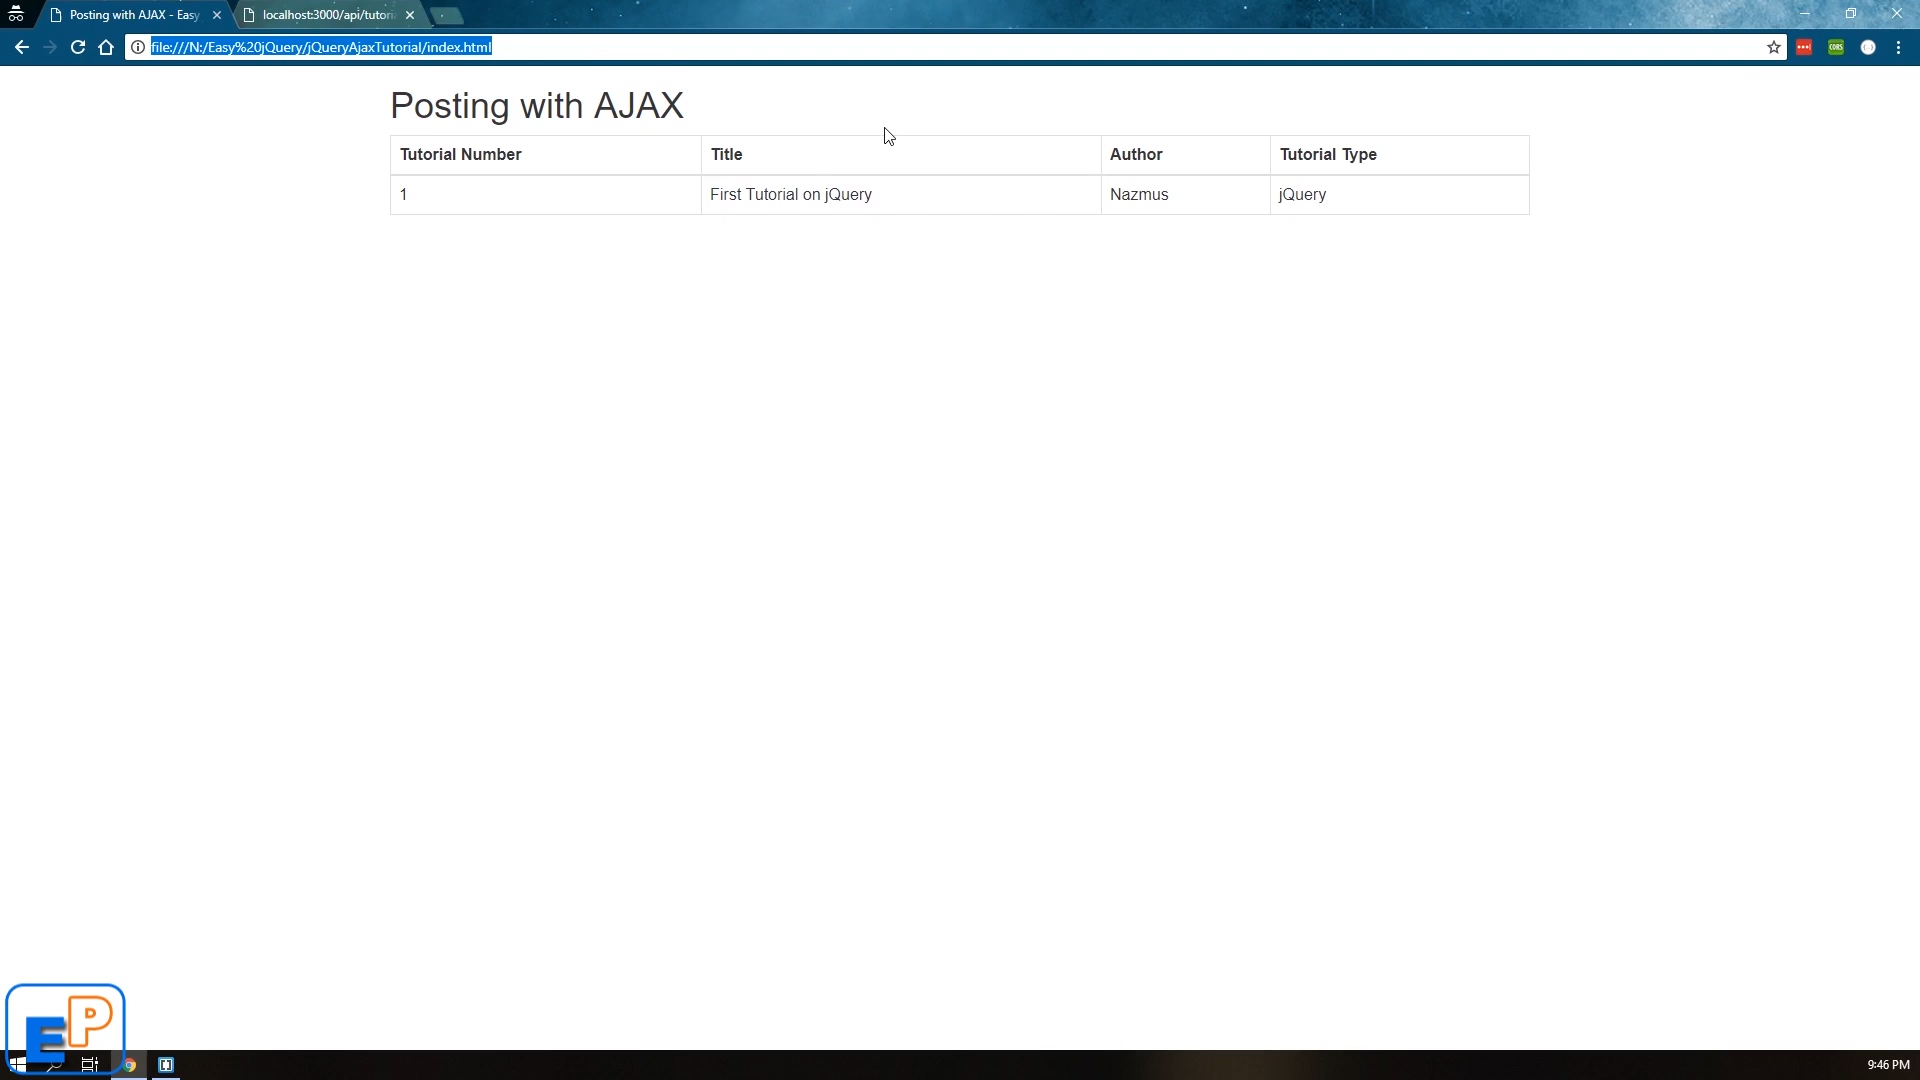 Posting with AJAX - Easy
localhost:3000/api/tutori
file:///N:/Easy%20jQuery/jQueryAjaxTutorial/index.html
CORS
Posting with AJAX
Tutorial Number Title Author Tutorial Type
1 First Tutorial on jQuery Nazmus jQuery
EP
9:46 PM